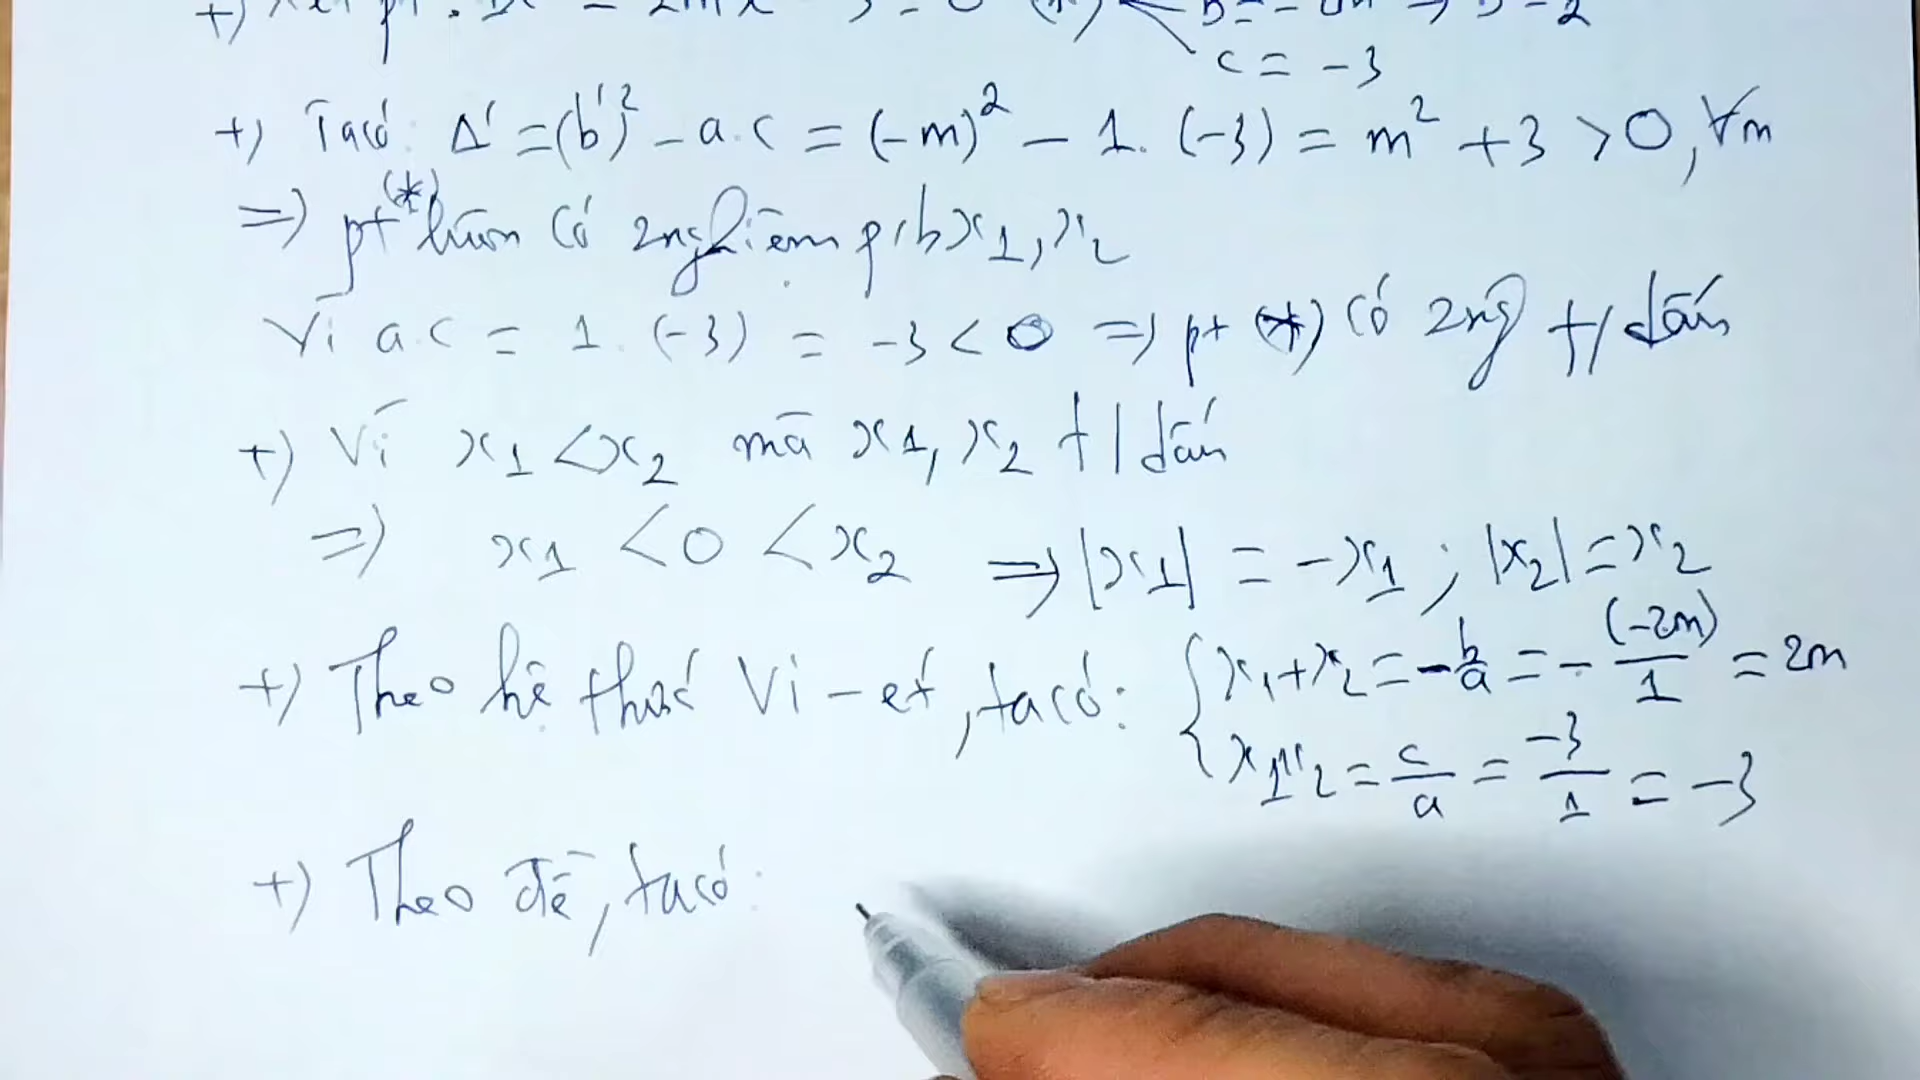 c = -3
+) Ta có: Δ' = (b')² - a.c = (-m)² - 1.(-3) = m² + 3 > 0, ∀m
=> pt (*) luôn có 2 nghiệm p/b x₁, x₂
Vì a.c = 1.(-3) = -3 < 0 => pt (*) có 2 ng t/dấu
+) Vì x₁ < x₂ mà x₁, x₂ t/dấu
=> x₁ < 0 < x₂ => |x₁| = -x₁ ; |x₂| = x₂
+) Theo hệ thức Vi-ét, ta có: { x₁ + x₂ = -b/a = -(-2m)/1 = 2m
x₁x₂ = c/a = -3/1 = -3
+) Theo đề, ta có: